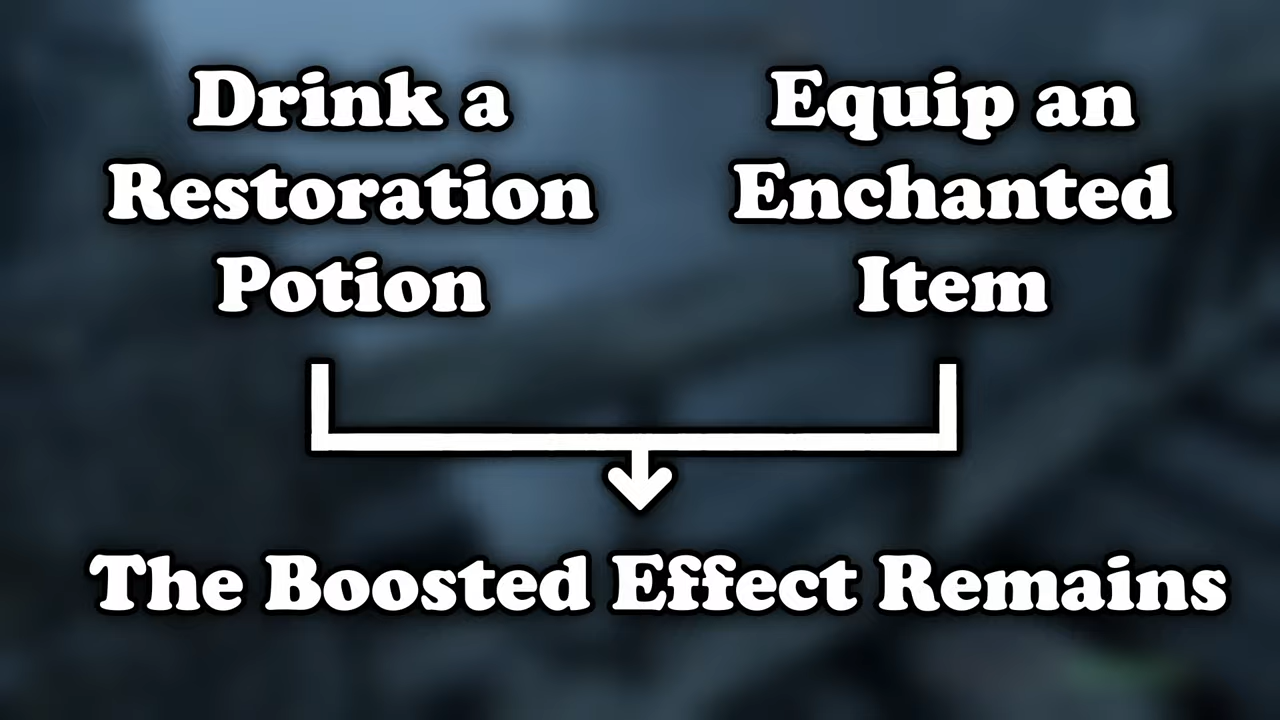 Drink a
Restoration
Potion
Equip an
Enchanted
Item
The Boosted Effect Remains